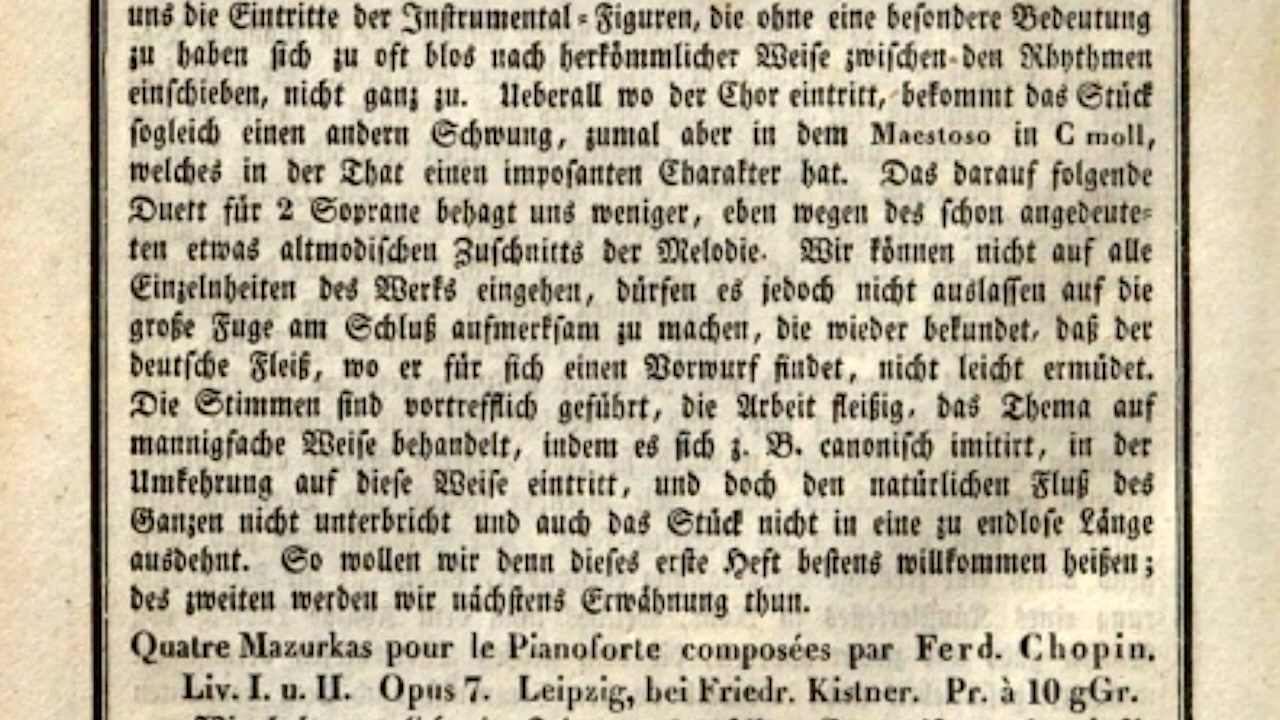 uns die Eintritte der Instrumental-Figuren, die ohne eine besondere Bedeutung
zu haben sich zu oft blos nach herkömmlicher Weise zwischen den Rhythmen
einschieben, nicht ganz zu. Ueberall wo der Chor eintritt, bekommt das Stück
sogleich einen andern Schwung, zumal aber in dem Maestoso in C moll,
welches in der That einen imposanten Charakter hat. Das darauf folgende
Duett für 2 Soprane behagt uns weniger, eben wegen des schon angedeute-
ten etwas altmodischen Zuschnitts der Melodie. Wir können nicht auf alle
Einzelnheiten des Werks eingehen, dürfen es jedoch nicht auslassen auf die
große Fuge am Schluß aufmerksam zu machen, die wieder bekundet, daß der
deutsche Fleiß, wo er für sich einen Vorwurf findet, nicht leicht ermüdet.
Die Stimmen sind vortrefflich geführt, die Arbeit fleißig, das Thema auf
mannigfache Weise behandelt, indem es sich z. B. canonisch imitirt, in der
Umkehrung auf diese Weise eintritt, und doch den natürlichen Fluß des
Ganzen nicht unterbricht und auch das Stück nicht in eine zu endlose Länge
ausdehnt. So wollen wir denn dieses erste Heft bestens willkommen heißen;
des zweiten werden wir nächstens Erwähnung thun.
Quatre Mazurkas pour le Pianoforte composées par Ferd. Chopin.
Liv. I. u. II. Opus 7. Leipzig, bei Friedr. Kistner. Pr. à 10 gGr.